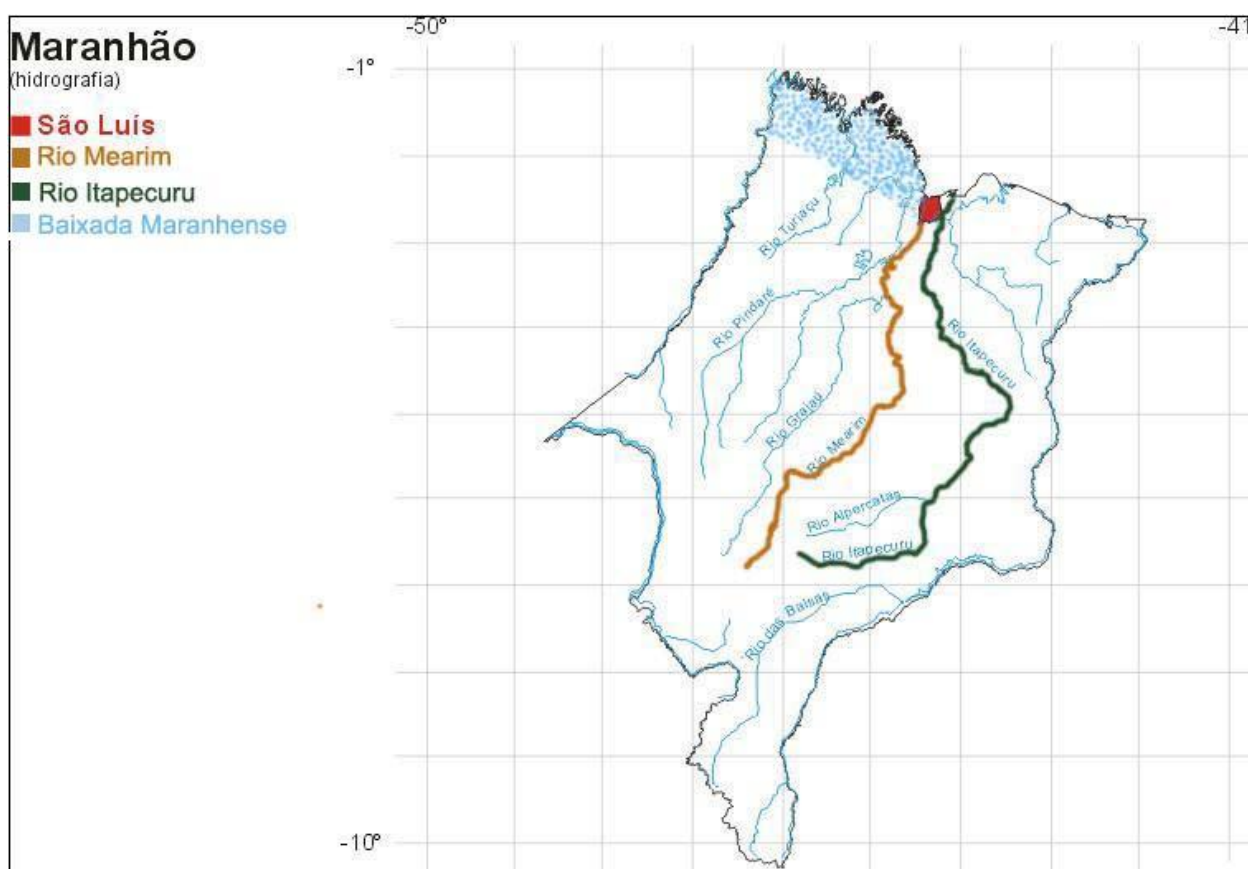 -50°
-41
Maranhão
(hidrografia)
-1°
São Luís
Rio Mearim
Rio Itapecuru
Baixada Maranhense
Rio Turiaçu
Rio Pindaré
Rio Itapecuru
Rio Grajaú
Rio Mearim
Rio Alpercatas
Rio Itapecuru
Rio das Balsas
-10°